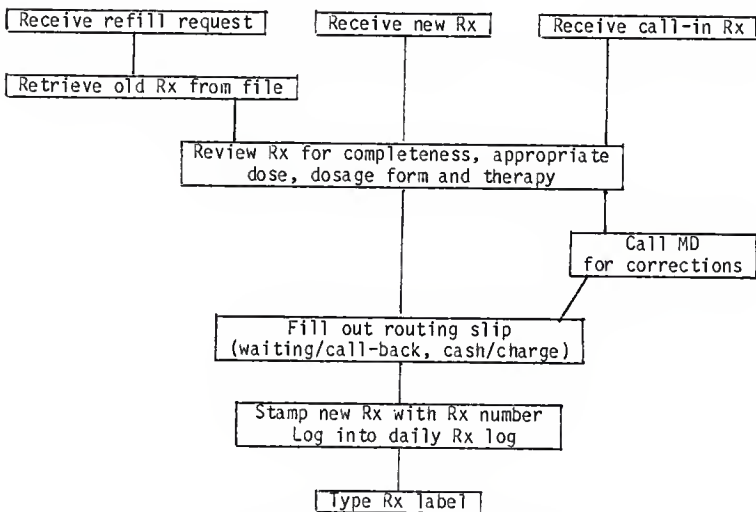 Receive refill request
Receive new Rx
Receive call-in Rx
Retrieve old Rx from file
Review Rx for completeness, appropriate
dose, dosage form and therapy
Call MD
for corrections
Fill out routing slip
(waiting/call-back, cash/charge)
Stamp new Rx with Rx number
Log into daily Rx log
Type Rx label